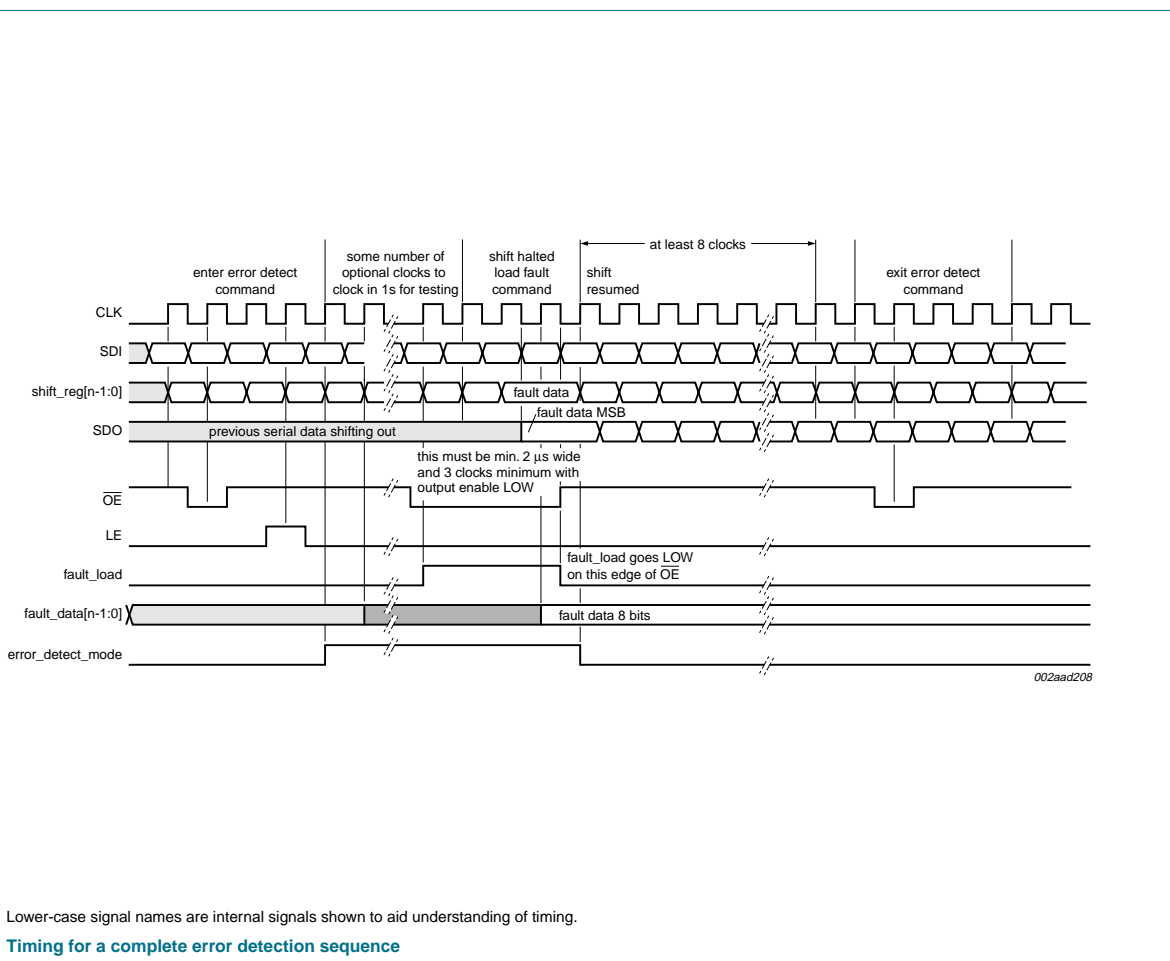 enter error detect
command
some number of
optional clocks to
clock in 1s for testing
shift halted
load fault
command
at least 8 clocks
shift
resumed
exit error detect
command
CLK
SDI
shift_reg[n-1:0]
fault data
fault data MSB
SDO
previous serial data shifting out
this must be min. 2 μs wide
and 3 clocks minimum with
output enable LOW
OE
LE
fault_load
fault_load goes LOW
on this edge of OE
fault_data[n-1:0]
fault data 8 bits
error_detect_mode
002aad208
Lower-case signal names are internal signals shown to aid understanding of timing.
Timing for a complete error detection sequence